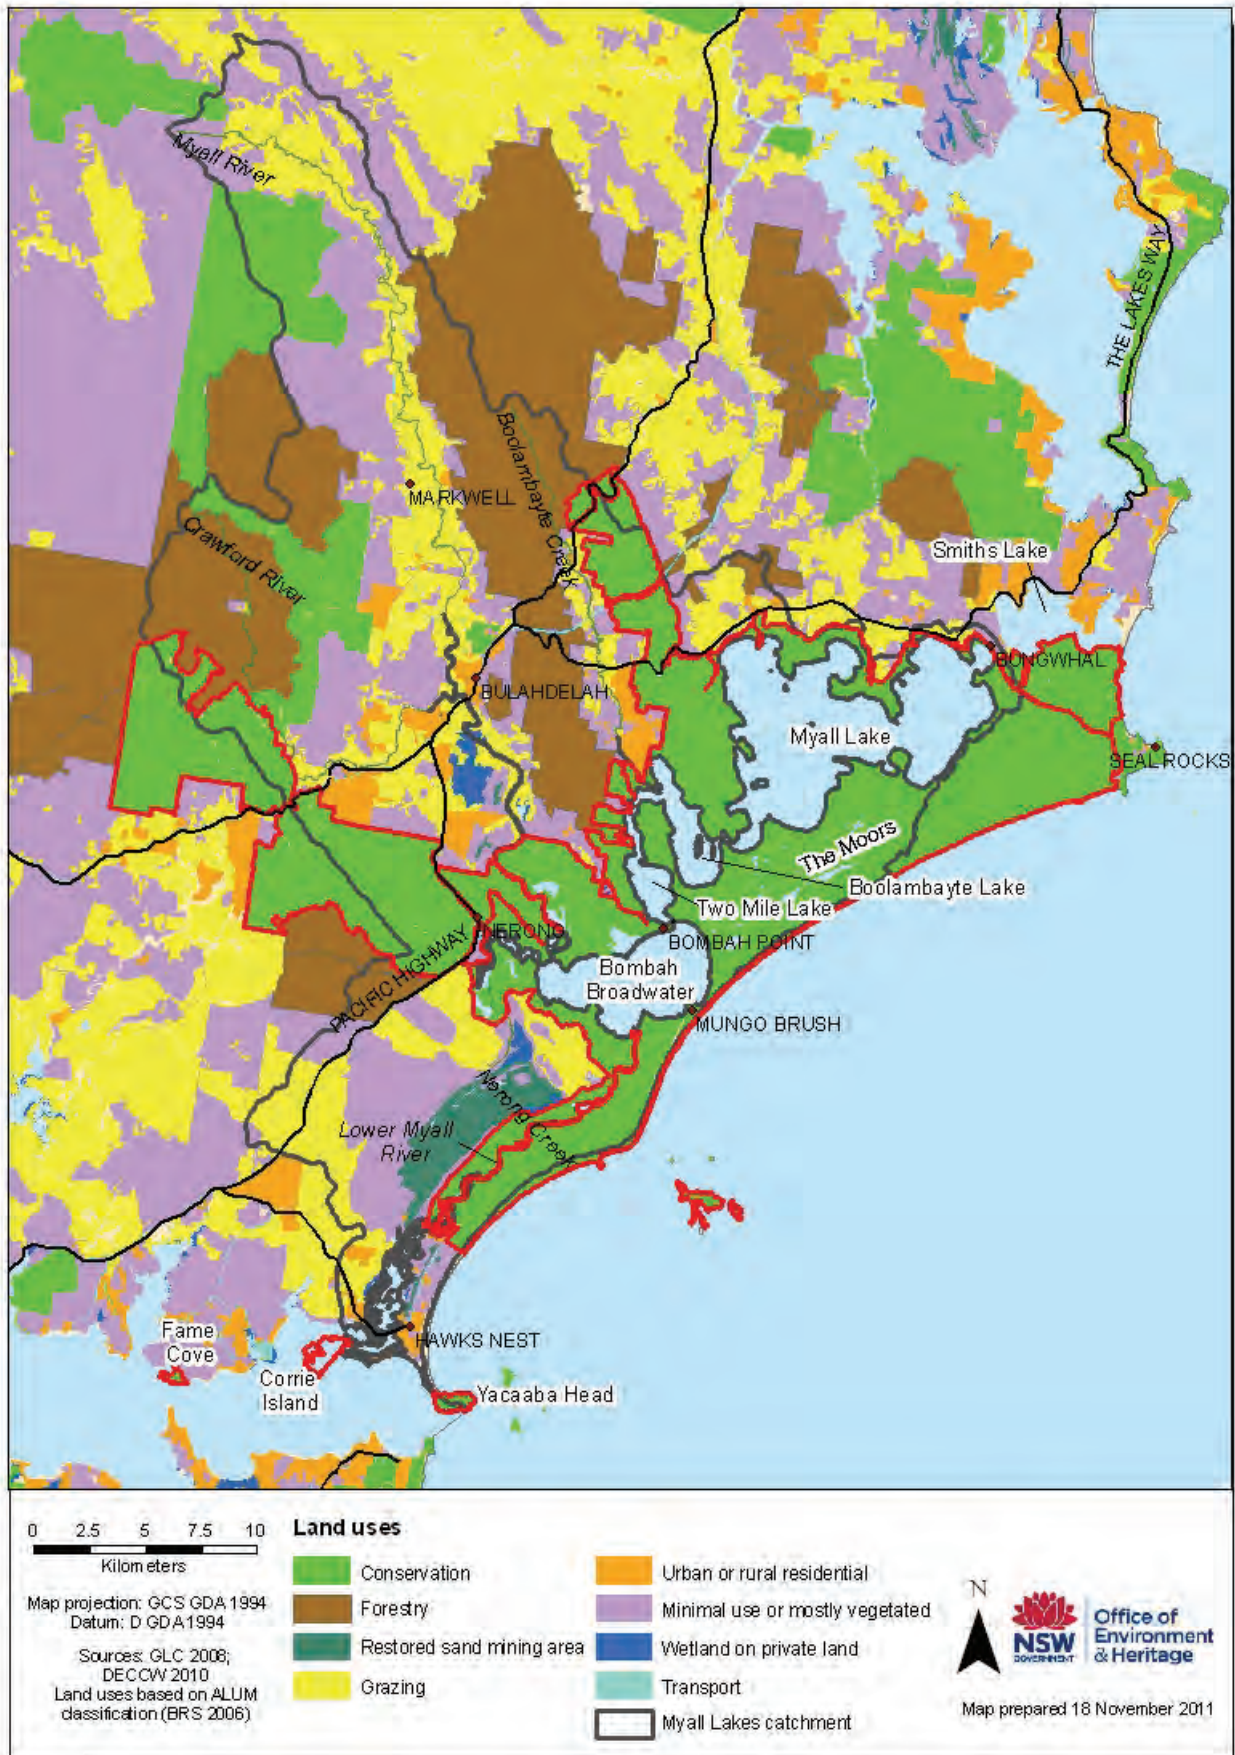 Myall River
THE LAKES WAY
Boolambayte Creek
MARKWELL
Crawford River
Smiths Lake
BUNGWHAL
BULAHDELAH
Myall Lake
SEAL ROCKS
The Moors
Boolambayte Lake
Two Mile Lake
NERONG
BOMBAH POINT
PACIFIC HIGHWAY
Bombah
Broadwater
MUNGO BRUSH
Nerong Creek
Lower Myall
River
Fame
Cove
HAWKS NEST
Corrie
Island
Yacaaba Head
0 2.5 5 7.5 10
Kilometers
Map projection: GCS GDA 1994
Datum: D GDA 1994
Sources: GLC 2008;
DECCW 2010
Land uses based on ALUM
classification (BRS 2006)
Land uses
Conservation
Forestry
Restored sand mining area
Grazing
Urban or rural residential
Minimal use or mostly vegetated
Wetland on private land
Transport
Myall Lakes catchment
N
NSW
GOVERNMENT
Office of
Environment
& Heritage
Map prepared 18 November 2011